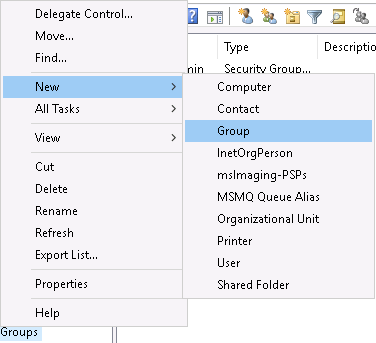 Delegate Control...
Move...
Find...
New
All Tasks
View
Cut
Delete
Rename
Refresh
Export List...
Properties
Help
Groups
Type
Descriptio
min
Security Group...
Computer
Contact
Group
InetOrgPerson
msImaging-PSPs
MSMQ Queue Alias
Organizational Unit
Printer
User
Shared Folder